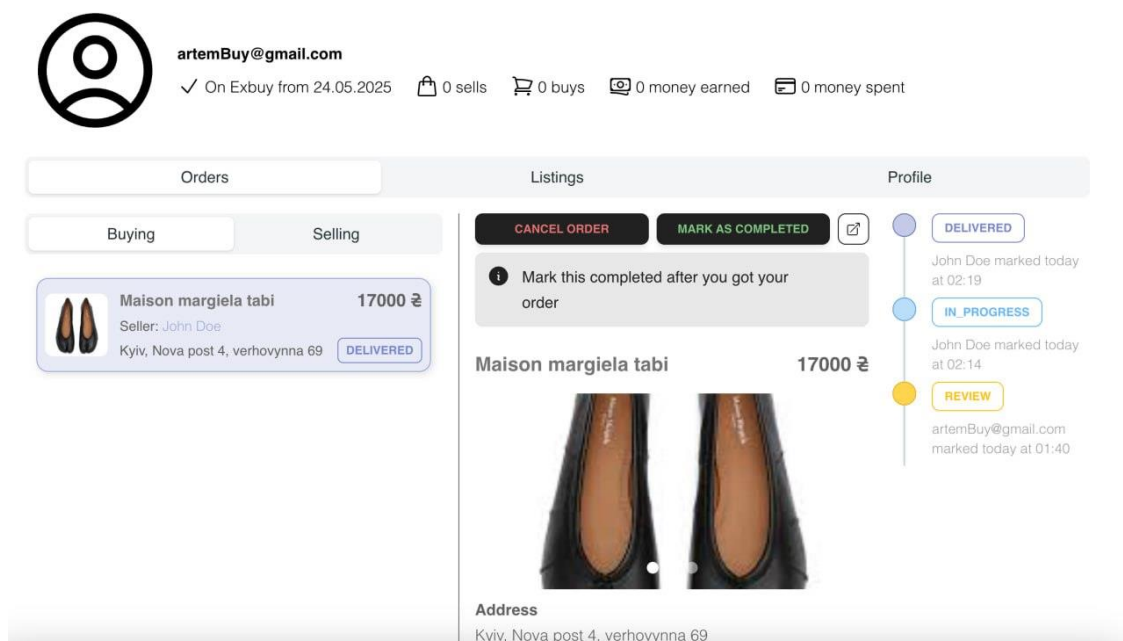 artemBuy@gmail.com
On Exbuy from 24.05.2025 0 sells 0 buys 0 money earned 0 money spent
Orders Listings Profile
Buying Selling
Maison margiela tabi 17000 ₴
Seller: John Doe
Kyiv, Nova post 4, verhovynna 69 DELIVERED
CANCEL ORDER MARK AS COMPLETED
Mark this completed after you got your
order
Maison margiela tabi 17000 ₴
Address
Kyiv, Nova post 4, verhovynna 69
DELIVERED
John Doe marked today
at 02:19
IN_PROGRESS
John Doe marked today
at 02:14
REVIEW
artemBuy@gmail.com
marked today at 01:40